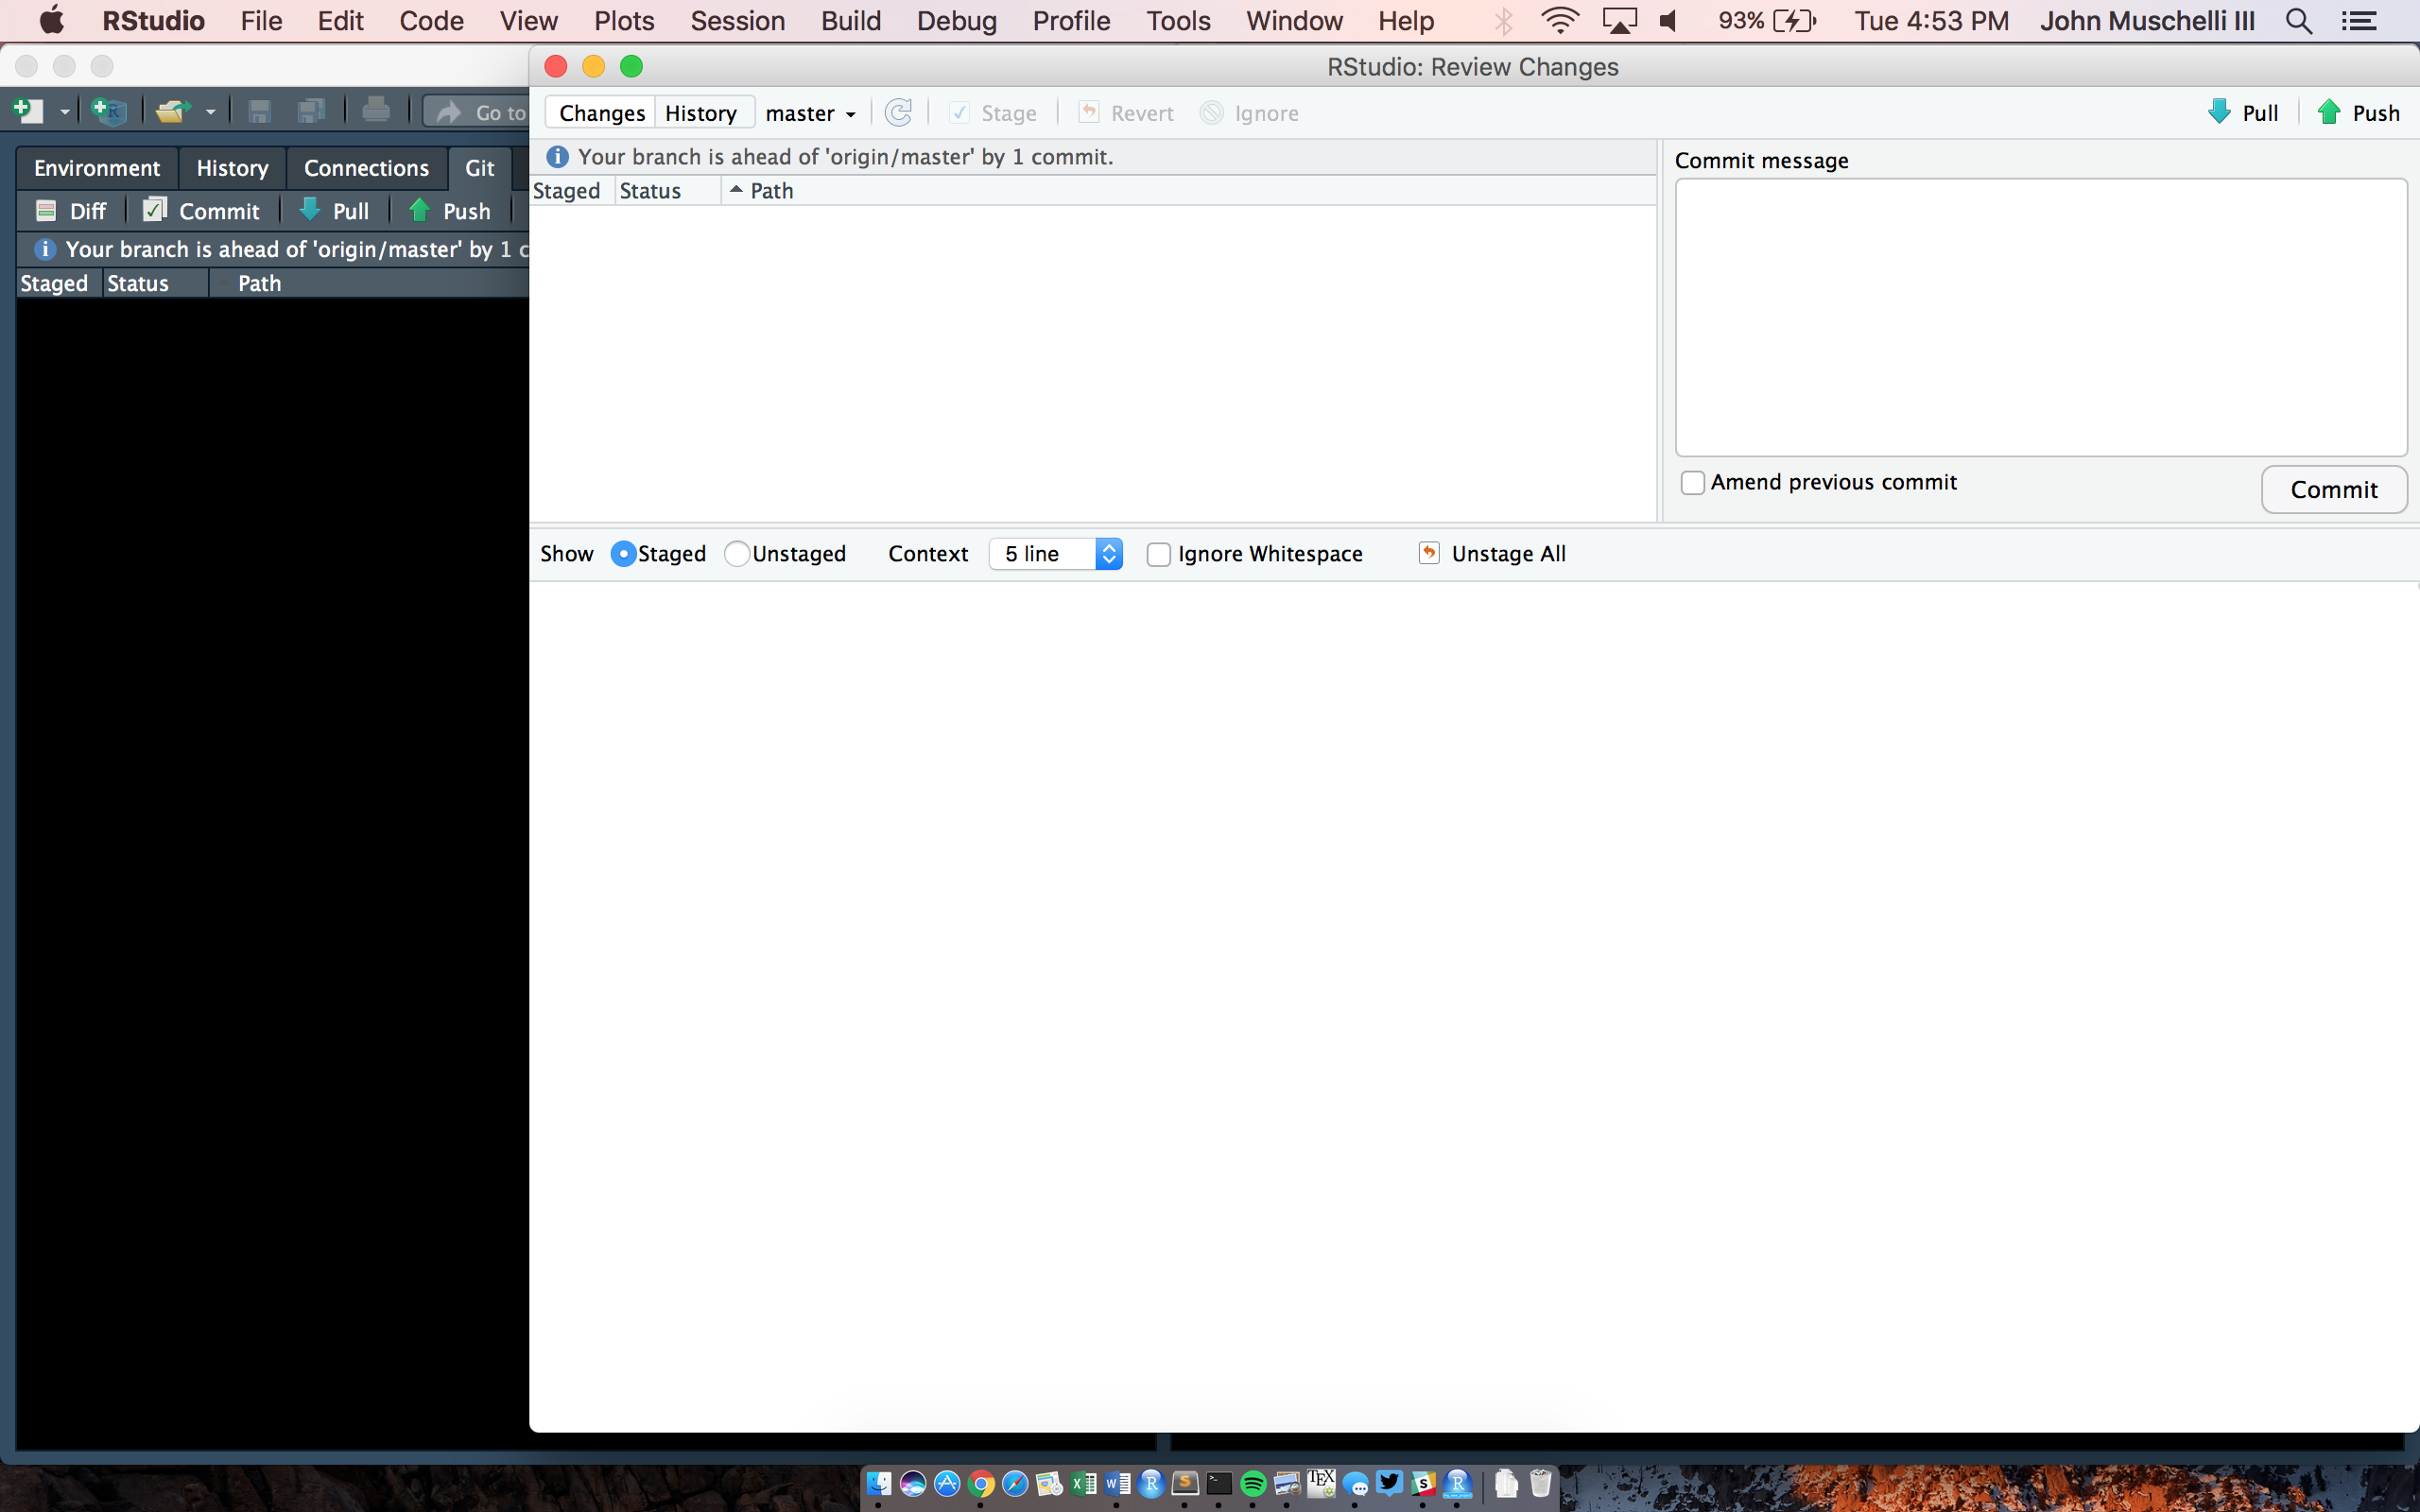 RStudio File Edit Code View Plots Session Build Debug Profile Tools Window Help 93% Tue 4:53 PM John Muschelli III
RStudio: Review Changes
Go to
Changes History master Stage Revert Ignore Pull Push
Environment History Connections Git
Diff Commit Pull Push
Your branch is ahead of 'origin/master' by 1 c
Staged Status Path
Your branch is ahead of 'origin/master' by 1 commit.
Staged Status Path
Commit message
Amend previous commit
Commit
Show Staged Unstaged Context 5 line Ignore Whitespace Unstage All